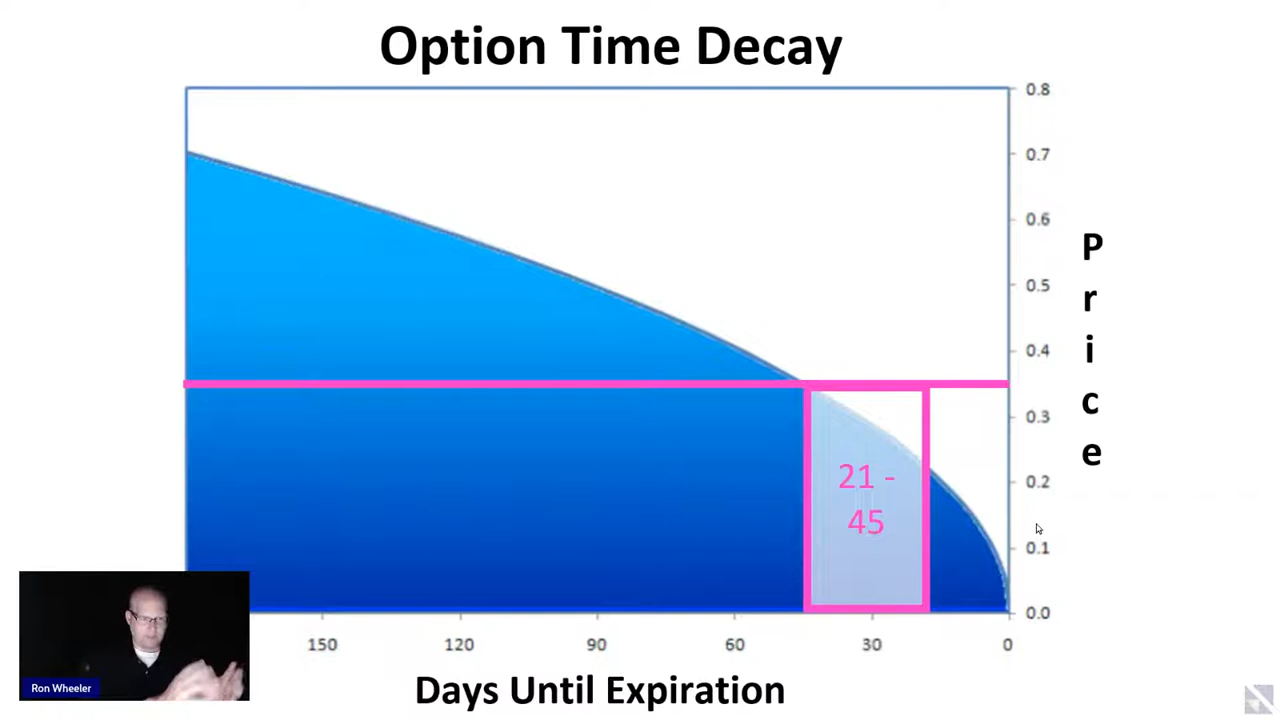 Option Time Decay
0.8
0.7
0.6
0.5
0.4
0.3
0.2
0.1
0.0
P
r
i
c
e
21 -
45
150
120
90
60
30
0
Days Until Expiration
Ron Wheeler